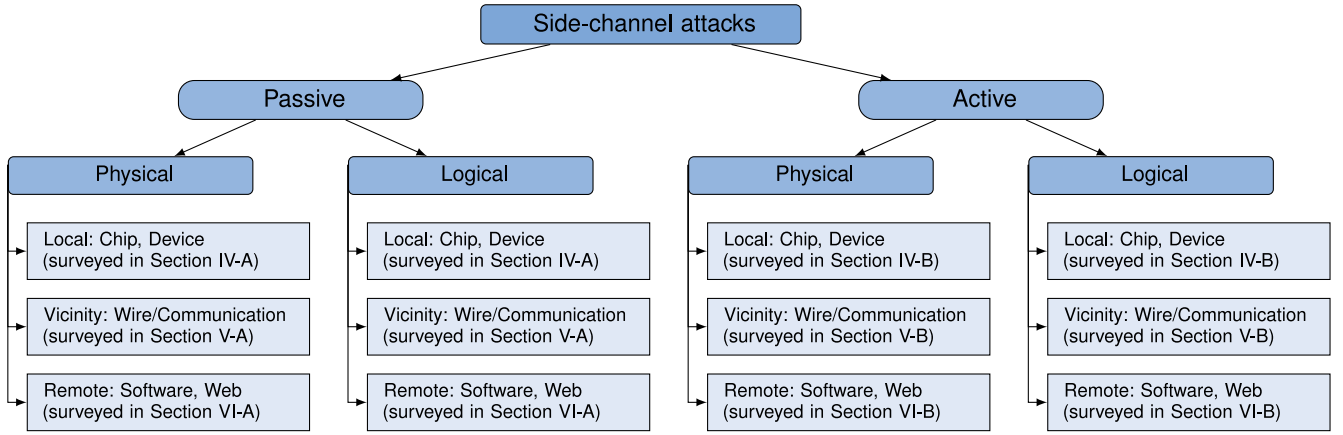 Side-channel attacks
Passive
Active
Physical
Logical
Physical
Logical
Local: Chip, Device
(surveyed in Section IV-A)
Local: Chip, Device
(surveyed in Section IV-A)
Local: Chip, Device
(surveyed in Section IV-B)
Local: Chip, Device
(surveyed in Section IV-B)
Vicinity: Wire/Communication
(surveyed in Section V-A)
Vicinity: Wire/Communication
(surveyed in Section V-A)
Vicinity: Wire/Communication
(surveyed in Section V-B)
Vicinity: Wire/Communication
(surveyed in Section V-B)
Remote: Software, Web
(surveyed in Section VI-A)
Remote: Software, Web
(surveyed in Section VI-A)
Remote: Software, Web
(surveyed in Section VI-B)
Remote: Software, Web
(surveyed in Section VI-B)